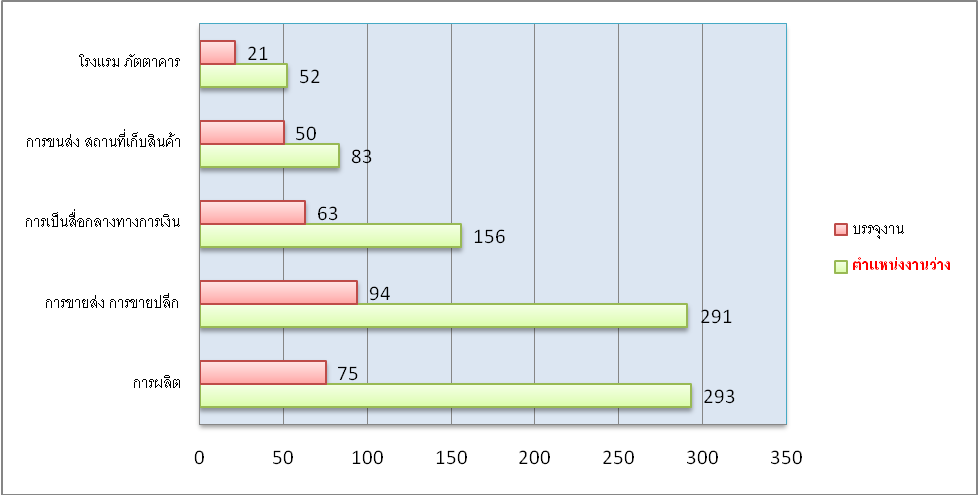 โรงแรม ภัตตาคาร
21
52
การขนส่ง สถานที่เก็บสินค้า
50
83
การเป็นสื่อกลางทางการเงิน
63
156
การขายส่ง การขายปลีก
94
291
การผลิต
75
293
0 50 100 150 200 250 300 350
บรรจุงาน
ตำแหน่งงานว่าง